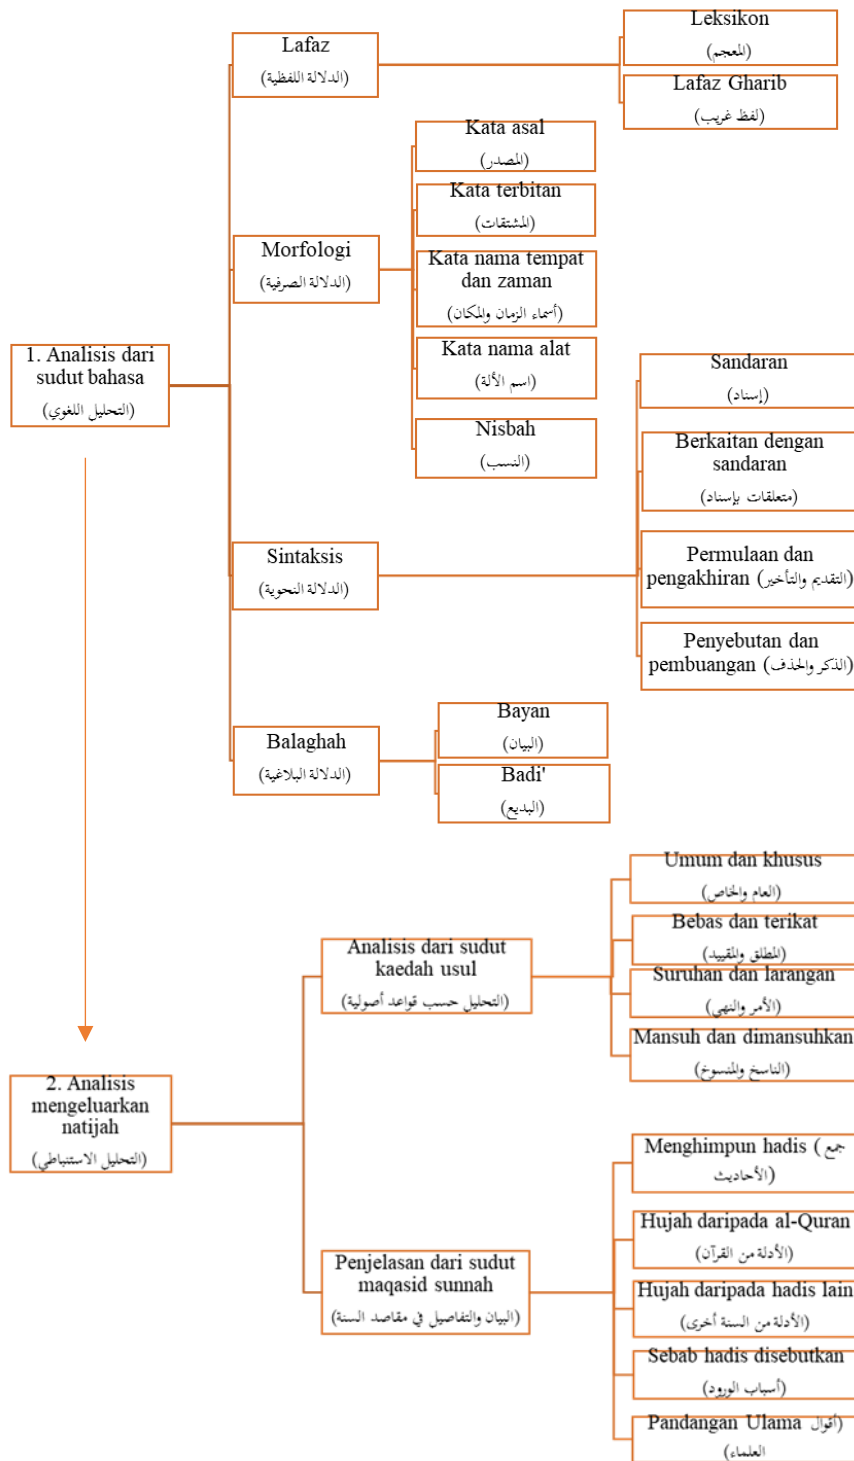 Lafaz
(الدلالة اللفظية)
Leksikon
(المعجم)
Lafaz Gharib
(لفظ غريب)
Morfologi
(الدلالة الصرفية)
Kata asal
(المصدر)
Kata terbitan
(المشتقات)
Kata nama tempat
dan zaman
(أسماء الزمان والمكان)
Kata nama alat
(اسم الألة)
Nisbah
(النسب)
1. Analisis dari
sudut bahasa
(التحليل اللغوي)
Sintaksis
(الدلالة النحوية)
Sandaran
(إسناد)
Berkaitan dengan
sandaran
(متعلقات بإسناد)
Permulaan dan
pengakhiran (التقديم والتأخير)
Penyebutan dan
pembuangan (الذكر والحذف)
Balaghah
(الدلالة البلاغية)
Bayan
(البيان)
Badi'
(البديع)
2. Analisis
mengeluarkan
natijah
(التحليل الاستنباطي)
Analisis dari sudut
kaedah usul
(التحليل حسب قواعد أصولية)
Umum dan khusus
(العام والخاص)
Bebas dan terikat
(المطلق والمقييد)
Suruhan dan larangan
(الأمر والنهي)
Mansuh dan dimansuhkan
(الناسخ والمنسوخ)
Penjelasan dari sudut
maqasid sunnah
(البيان والتفاصيل في مقاصد السنة)
Menghimpun hadis (جمع
الأحاديث)
Hujah daripada al-Quran
(الأدلة من القرآن)
Hujah daripada hadis lain
(الأدلة من السنة أخرى)
Sebab hadis disebutkan
(أسباب الورود)
Pandangan Ulama (أقوال
العلماء)